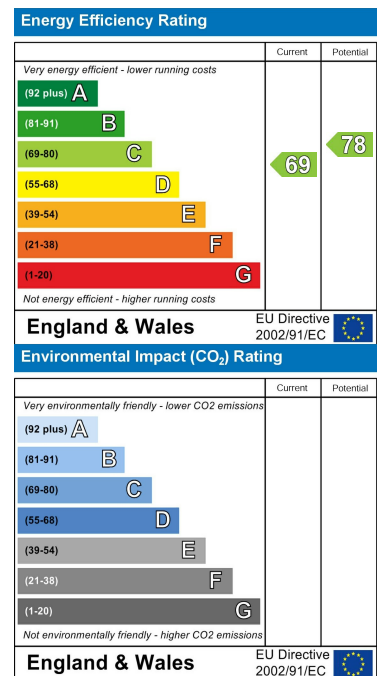 Energy Efficiency Rating
Current Potential
Very energy efficient - lower running costs
(92 plus) A
(81-91) B
(69-80) C
(55-68) D
(39-54) E
(21-38) F
(1-20) G
69
78
Not energy efficient - higher running costs
England & Wales
EU Directive
2002/91/EC
Environmental Impact (CO₂) Rating
Current Potential
Very environmentally friendly - lower CO2 emissions
(92 plus) A
(81-91) B
(69-80) C
(55-68) D
(39-54) E
(21-38) F
(1-20) G
Not environmentally friendly - higher CO2 emissions
England & Wales
EU Directive
2002/91/EC